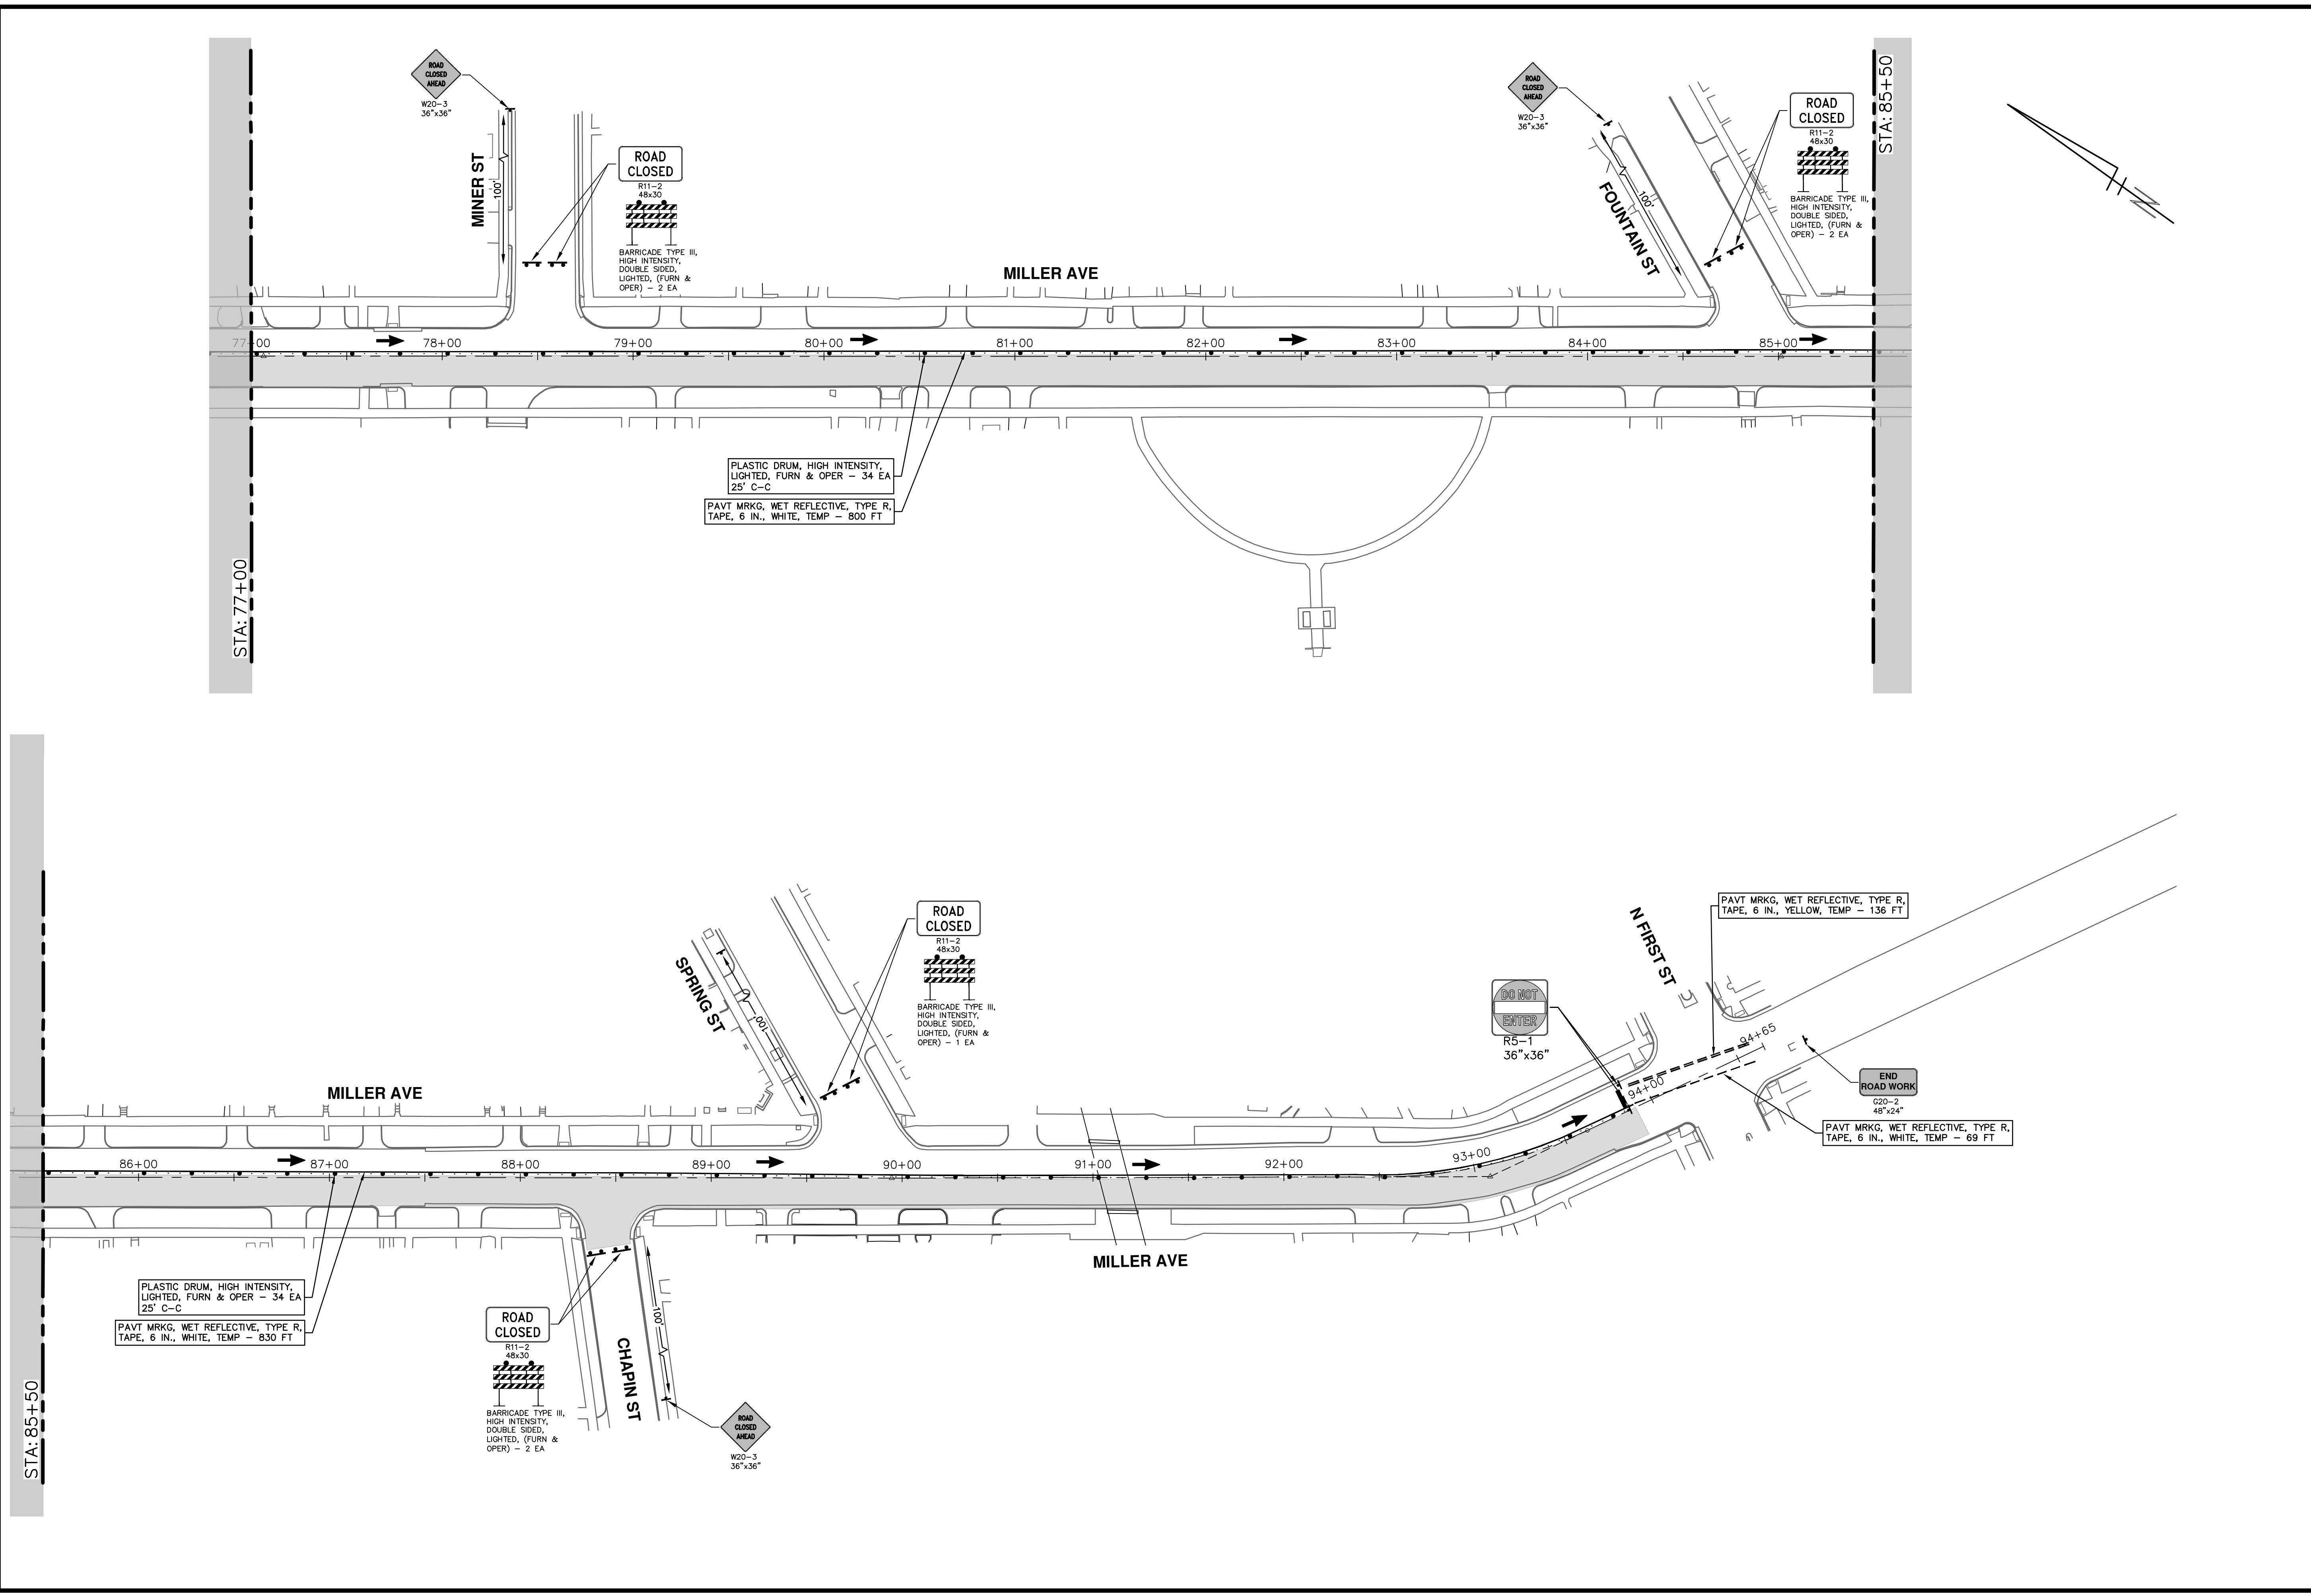 ROAD
CLOSED
AHEAD
W20-3
36"x36"
MINER ST
100'
ROAD
CLOSED
R11-2
48x30
BARRICADE TYPE III,
HIGH INTENSITY,
DOUBLE SIDED,
LIGHTED, (FURN &
OPER) - 2 EA
MILLER AVE
ROAD
CLOSED
AHEAD
W20-3
36"x36"
FOUNTAIN ST
100'
ROAD
CLOSED
R11-2
48x30
BARRICADE TYPE III,
HIGH INTENSITY,
DOUBLE SIDED,
LIGHTED, (FURN &
OPER) - 2 EA
STA: 85+50
N
77+00
78+00
79+00
80+00
81+00
82+00
83+00
84+00
85+00
PLASTIC DRUM, HIGH INTENSITY,
LIGHTED, FURN & OPER - 34 EA
25' C-C
PAVT MRKG, WET REFLECTIVE, TYPE R,
TAPE, 6 IN., WHITE, TEMP - 800 FT
STA: 77+00
SPRING ST
100'
ROAD
CLOSED
R11-2
48x30
BARRICADE TYPE III,
HIGH INTENSITY,
DOUBLE SIDED,
LIGHTED, (FURN &
OPER) - 1 EA
N FIRST ST
PAVT MRKG, WET REFLECTIVE, TYPE R,
TAPE, 6 IN., YELLOW, TEMP - 136 FT
DO NOT
ENTER
R5-1
36"x36"
94+65
94+00
END
ROAD WORK
G20-2
48"x24"
PAVT MRKG, WET REFLECTIVE, TYPE R,
TAPE, 6 IN., WHITE, TEMP - 69 FT
MILLER AVE
86+00
87+00
88+00
89+00
90+00
91+00
92+00
93+00
MILLER AVE
PLASTIC DRUM, HIGH INTENSITY,
LIGHTED, FURN & OPER - 34 EA
25' C-C
PAVT MRKG, WET REFLECTIVE, TYPE R,
TAPE, 6 IN., WHITE, TEMP - 830 FT
ROAD
CLOSED
R11-2
48x30
BARRICADE TYPE III,
HIGH INTENSITY,
DOUBLE SIDED,
LIGHTED, (FURN &
OPER) - 2 EA
CHAPIN ST
100'
ROAD
CLOSED
AHEAD
W20-3
36"x36"
STA: 85+50